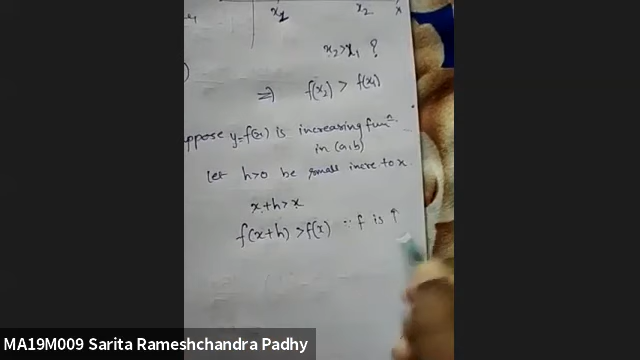 x₁ x₂ x
x₂>x₁ ?
⇒ f(x₂) > f(x₁)
ppose y=f(x) is increasing funⁿ.
in (a,b)
Let h>0 be small incre to x.
x+h>x
f(x+h) >f(x) ∵ f is ↑
MA19M009 Sarita Rameshchandra Padhy